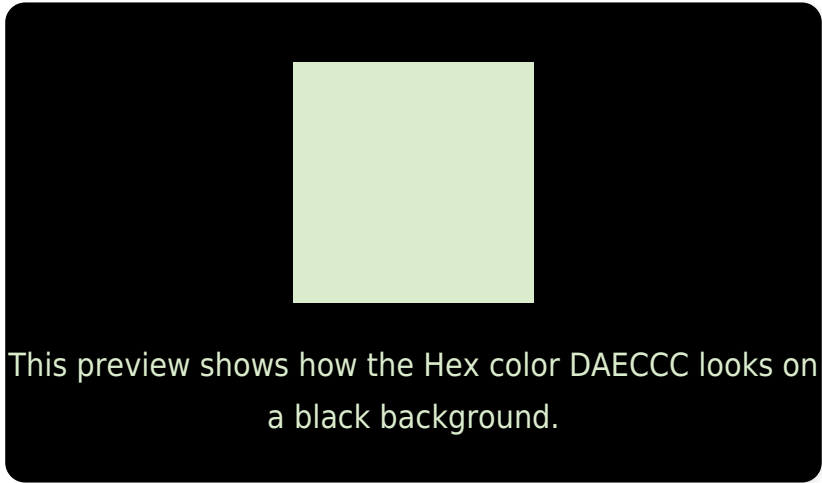 This preview shows how the Hex color DAECCC looks on
a black background.